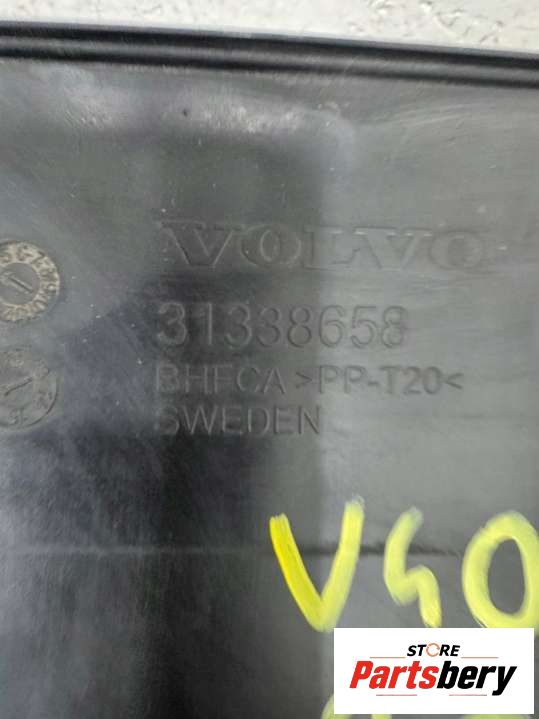 VOLVO
31338658
BHFCA >PP-T20<
SWEDEN
V40
STORE
Partsbery